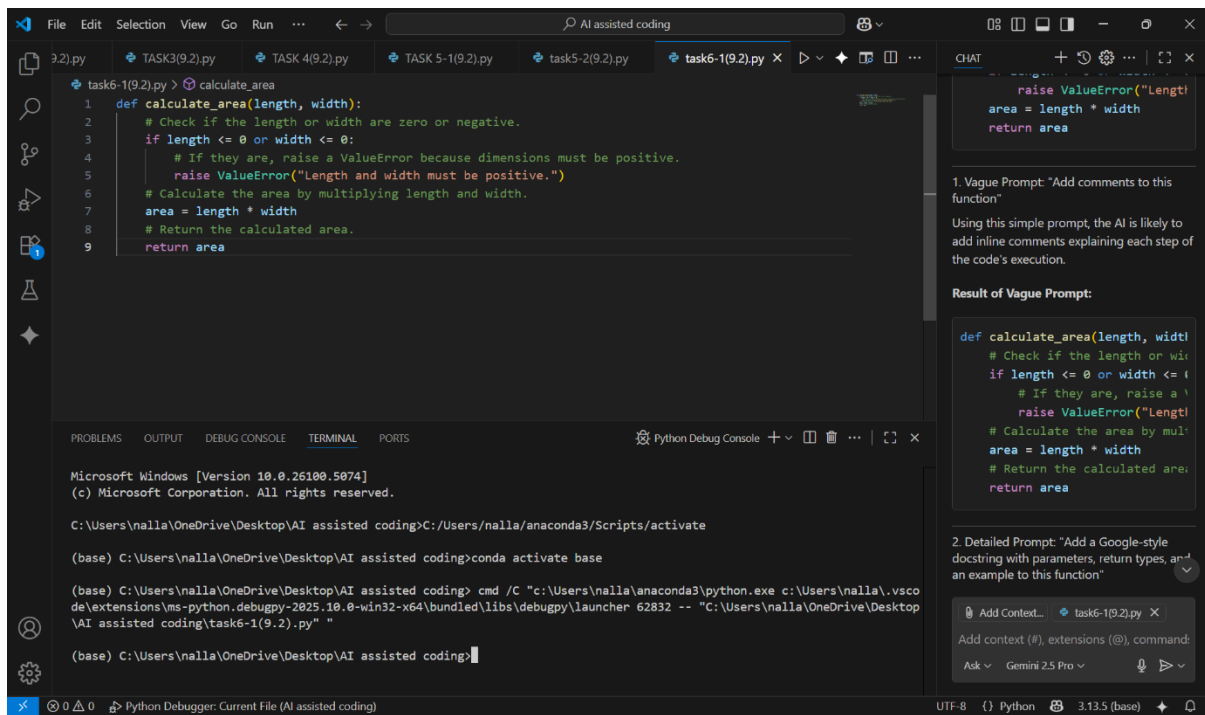 File Edit Selection View Go Run ··· AI assisted coding
9.2).py TASK3(9.2).py TASK 4(9.2).py TASK 5-1(9.2).py task5-2(9.2).py task6-1(9.2).py
task6-1(9.2).py > calculate_area
1 def calculate_area(length, width):
2 # Check if the length or width are zero or negative.
3 if length <= 0 or width <= 0:
4 # If they are, raise a ValueError because dimensions must be positive.
5 raise ValueError("Length and width must be positive.")
6 # Calculate the area by multiplying length and width.
7 area = length * width
8 # Return the calculated area.
9 return area
1
PROBLEMS OUTPUT DEBUG CONSOLE TERMINAL PORTS Python Debug Console
Microsoft Windows [Version 10.0.26100.5074]
(c) Microsoft Corporation. All rights reserved.
C:\Users\nalla\OneDrive\Desktop\AI assisted coding>C:/Users/nalla/anaconda3/Scripts/activate
(base) C:\Users\nalla\OneDrive\Desktop\AI assisted coding>conda activate base
(base) C:\Users\nalla\OneDrive\Desktop\AI assisted coding> cmd /C "c:\Users\nalla\anaconda3\python.exe c:\Users\nalla\.vsco
de\extensions\ms-python.debugpy-2025.10.0-win32-x64\bundled\libs\debugpy\launcher 62832 -- "C:\Users\nalla\OneDrive\Desktop
\AI assisted coding\task6-1(9.2).py" "
(base) C:\Users\nalla\OneDrive\Desktop\AI assisted coding>
CHAT
raise ValueError("Lengt
area = length * width
return area
1. Vague Prompt: "Add comments to this
function"
Using this simple prompt, the AI is likely to
add inline comments explaining each step of
the code's execution.
Result of Vague Prompt:
def calculate_area(length, widt
# Check if the length or wi
if length <= 0 or width <=
# If they are, raise a
raise ValueError("Lengt
# Calculate the area by mul
area = length * width
# Return the calculated area
return area
2. Detailed Prompt: "Add a Google-style
docstring with parameters, return types, and
an example to this function"
Add Context... task6-1(9.2).py
Add context (#), extensions (@), command
Ask Gemini 2.5 Pro
0 0 Python Debugger: Current File (AI assisted coding) UTF-8 {} Python 3.13.5 (base)